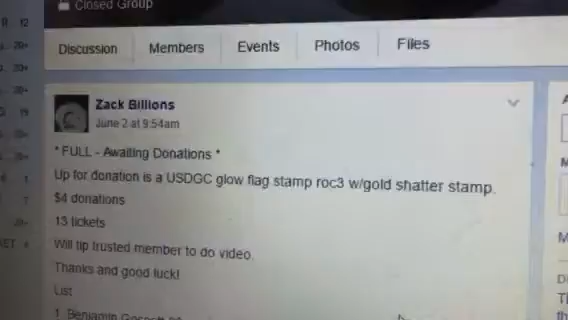 Closed Group
Discussion Members Events Photos Files
Zack Billions
June 2 at 9:54am
* FULL - Awaiting Donations *
Up for donation is a USDGC glow flag stamp roc3 w/gold shatter stamp.
$4 donations
13 tickets
Will tip trusted member to do video.
Thanks and good luck!
List
1. Benjamin